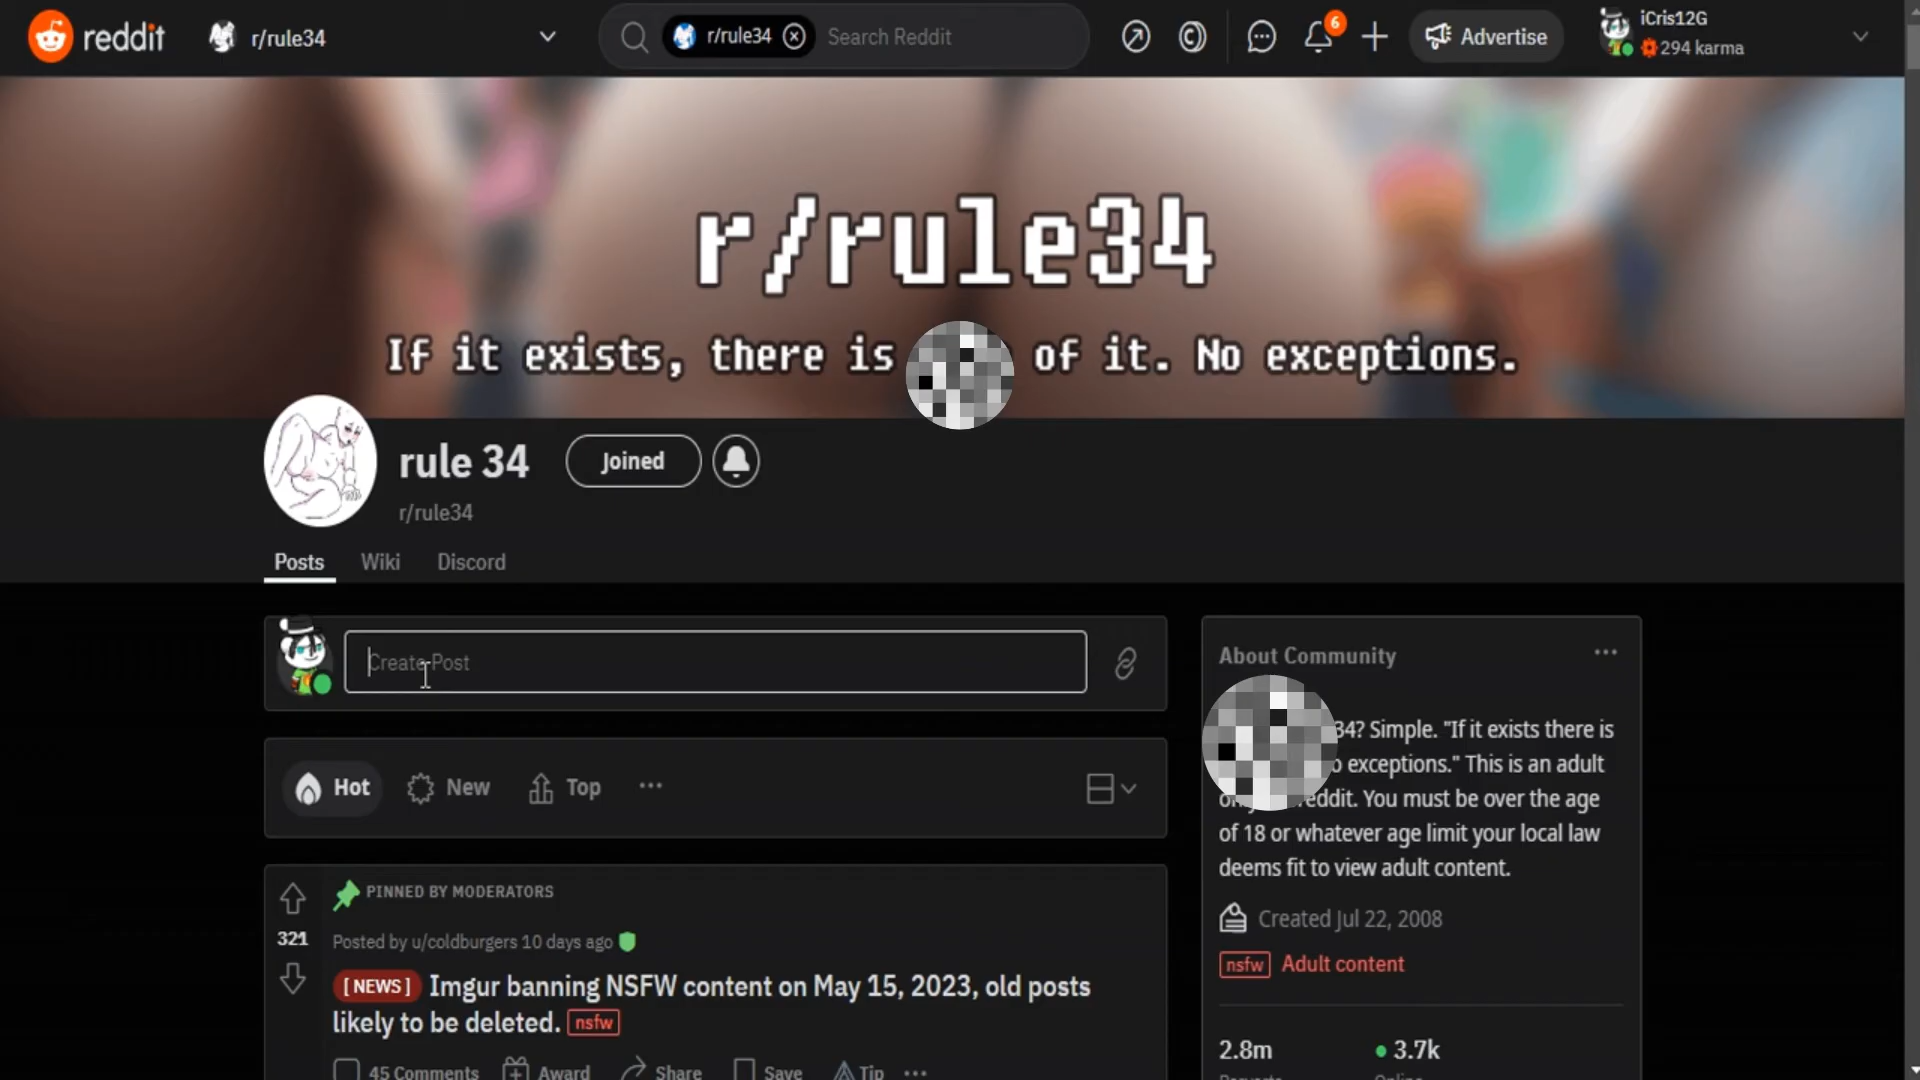 reddit
r/rule34
r/rule34
Search Reddit
6
Advertise
iCris12G
294 karma
r/rule34
If it exists, there is of it. No exceptions.
rule 34
Joined
r/rule34
Posts
Wiki
Discord
Create Post
Hot
New
Top
PINNED BY MODERATORS
321
Posted by u/coldburgers 10 days ago
[NEWS] Imgur banning NSFW content on May 15, 2023, old posts
likely to be deleted. nsfw
45 Comments
Award
Share
Save
Tip
About Community
34? Simple. "If it exists there is
exceptions." This is an adult
reddit. You must be over the age
of 18 or whatever age limit your local law
deems fit to view adult content.
Created Jul 22, 2008
nsfw Adult content
2.8m
3.7k